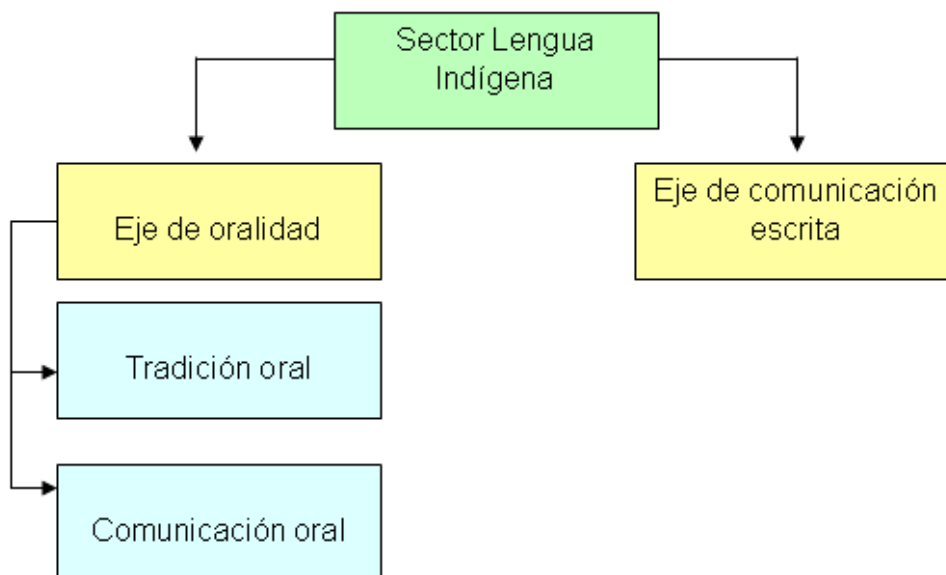 Sector Lengua
Indígena
Eje de oralidad
Eje de comunicación
escrita
Tradición oral
Comunicación oral